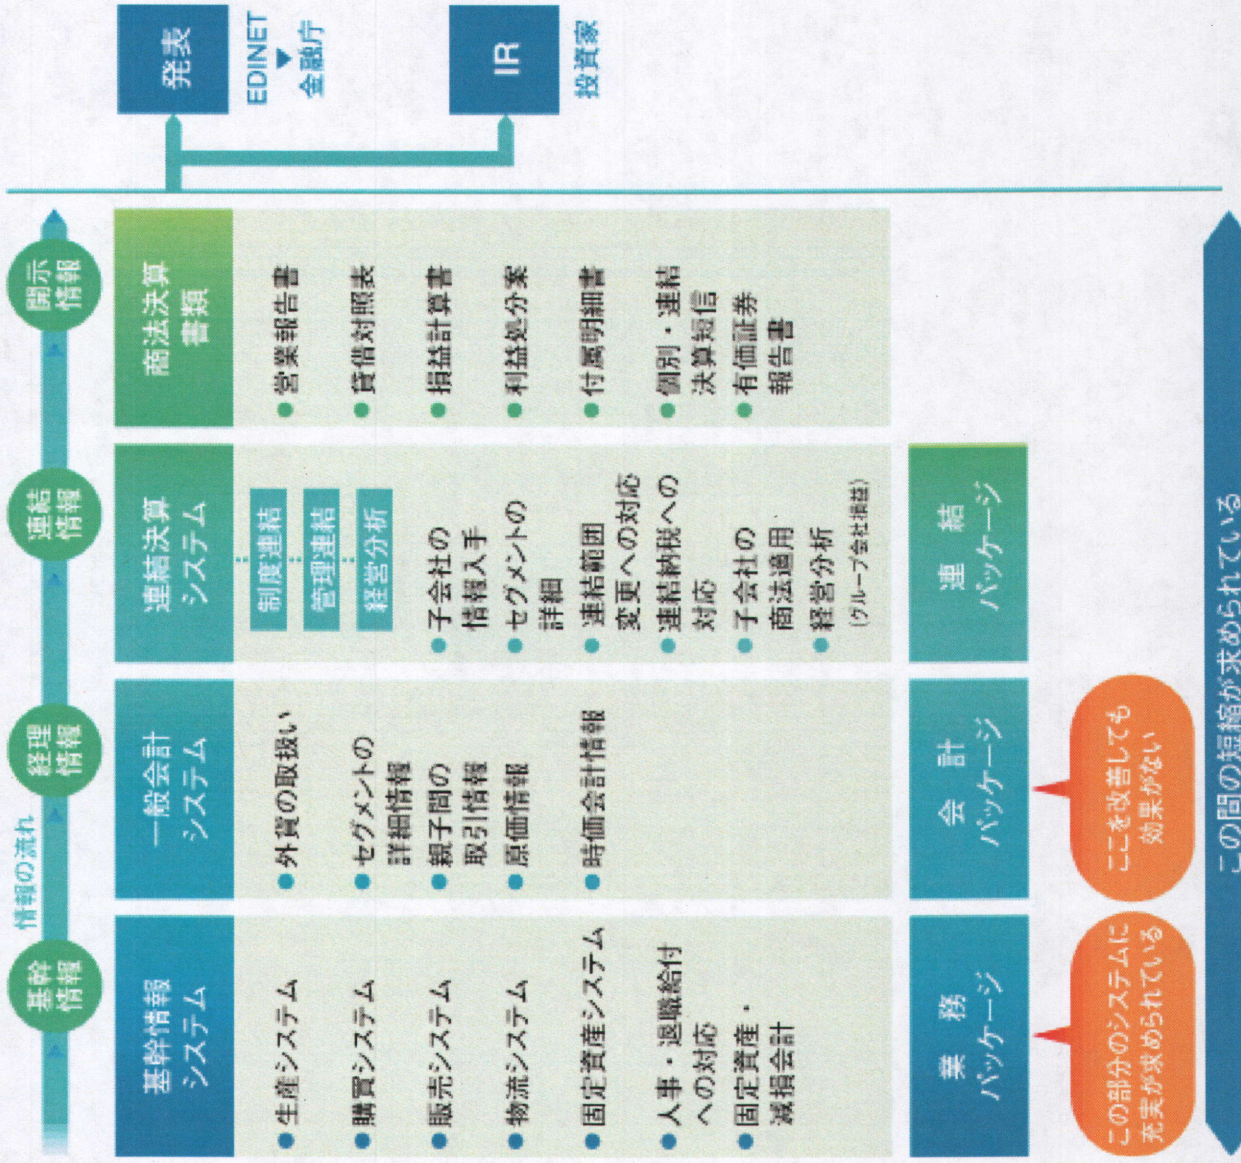 情報の流れ
基幹
情報
経理
情報
連結
情報
開示
情報
基幹情報
システム
● 生産システム
● 購買システム
● 販売システム
● 物流システム
● 固定資産システム
● 人事・退職給付
への対応
● 固定資産・
減損会計
業務
パッケージ
この部分のシステムに
充実が求められている
一般会計
システム
● 外貨の取扱い
● セグメントの
詳細情報
● 親子間の
取引情報
● 原価情報
● 時価会計情報
会計
パッケージ
ここを改善しても
効果がない
連結決算
システム
制度連結
管理連結
経営分析
● 子会社の
情報入手
● セグメントの
詳細
● 連結範囲
変更への対応
● 連結納税への
対応
● 子会社の
商法適用
● 経営分析
(グループ会社損益)
連結
パッケージ
商法決算
書類
● 営業報告書
● 貸借対照表
● 損益計算書
● 利益処分案
● 付属明細書
● 個別・連結
決算短信
● 有価証券
報告書
この間の短縮が求められている
発表
EDINET
▼
金融庁
IR
投資家